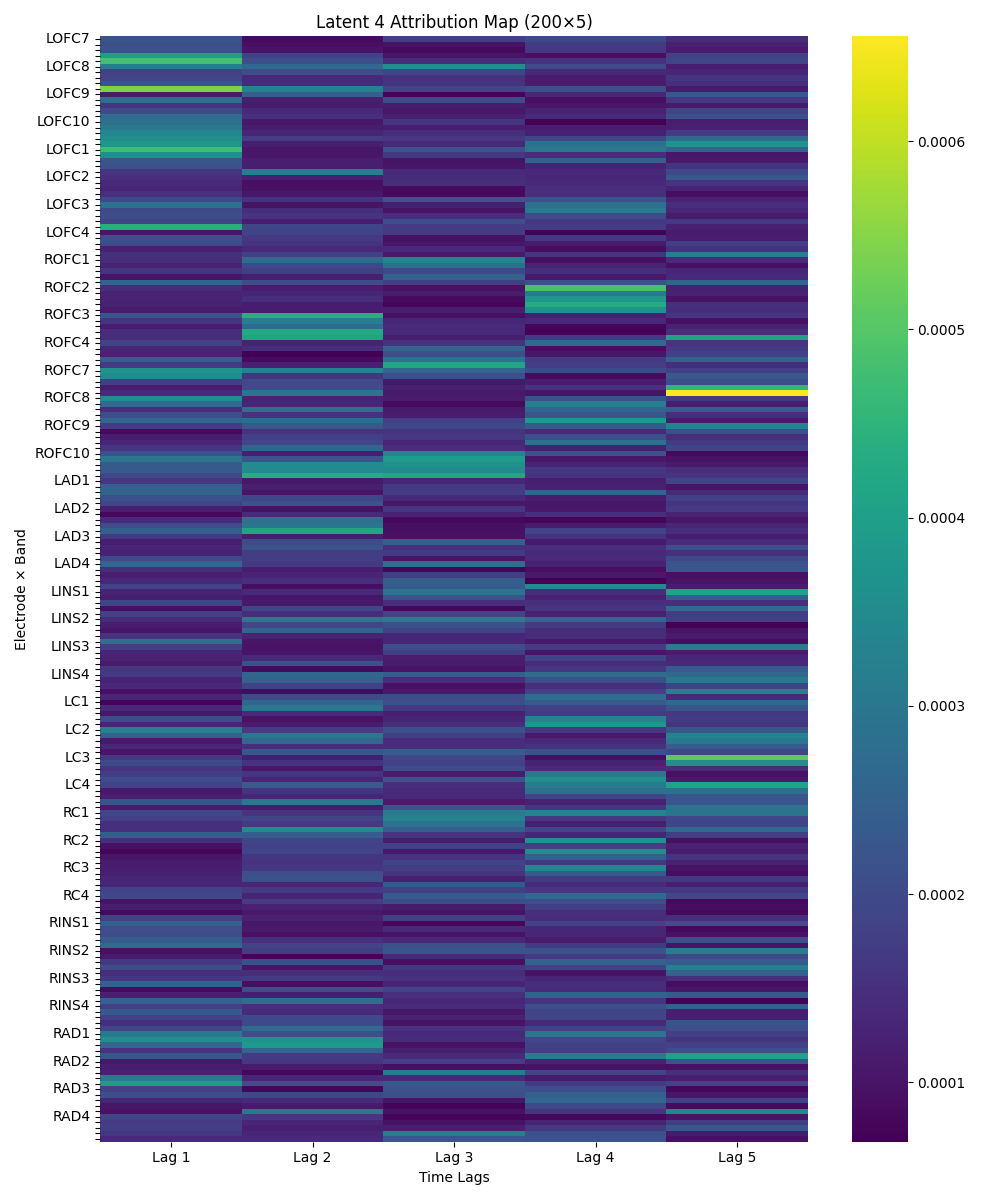 Latent 4 Attribution Map (200×5)
LOFC7
LOFC8
LOFC9
LOFC10
LOFC1
LOFC2
LOFC3
LOFC4
ROFC1
ROFC2
ROFC3
ROFC4
ROFC7
ROFC8
ROFC9
ROFC10
LAD1
LAD2
LAD3
LAD4
LINS1
LINS2
LINS3
LINS4
LC1
LC2
LC3
LC4
RC1
RC2
RC3
RC4
RINS1
RINS2
RINS3
RINS4
RAD1
RAD2
RAD3
RAD4
Electrode × Band
Lag 1 Lag 2 Lag 3 Lag 4 Lag 5
Time Lags
0.0006
0.0005
0.0004
0.0003
0.0002
0.0001